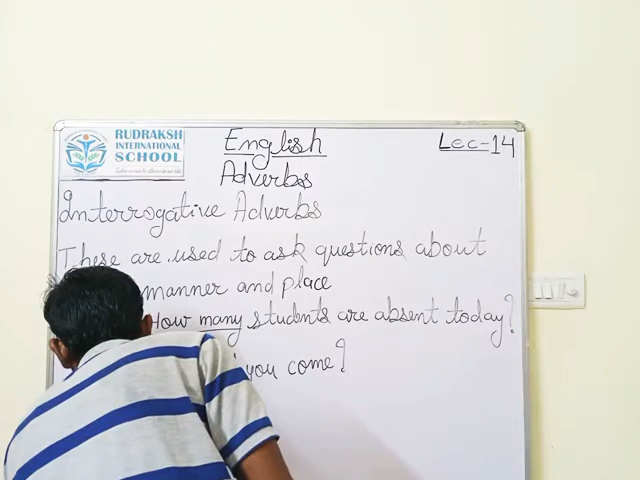 RUDRAKSH
INTERNATIONAL
SCHOOL
English
Lec-14
Adverbs
Interrogative Adverbs
These are used to ask questions about
manner and place
How many students are absent today?
you come?